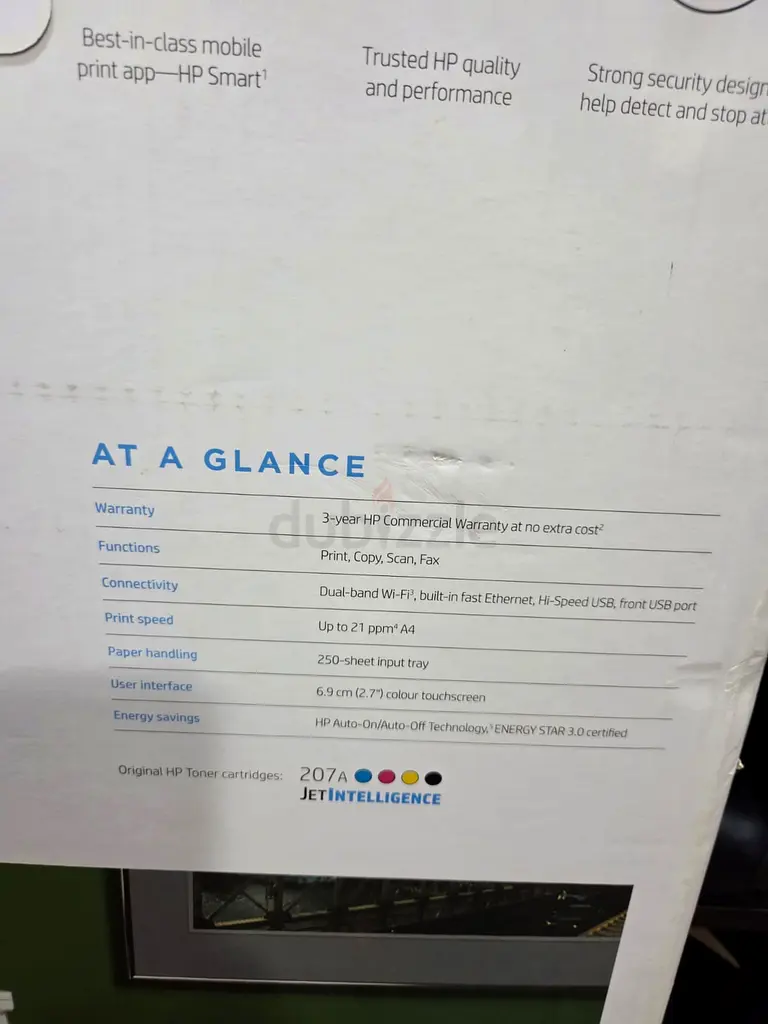 Best-in-class mobile
print app—HP Smart¹
Trusted HP quality
and performance
Strong security design
help detect and stop at
AT A GLANCE
Warranty 3-year HP Commercial Warranty at no extra cost²
Functions Print, Copy, Scan, Fax
Connectivity Dual-band Wi-Fi³, built-in fast Ethernet, Hi-Speed USB, front USB port
Print speed Up to 21 ppm⁴ A4
Paper handling 250-sheet input tray
User interface 6.9 cm (2.7") colour touchscreen
Energy savings HP Auto-On/Auto-Off Technology,⁵ ENERGY STAR 3.0 certified
Original HP Toner cartridges: 207A
JETINTELLIGENCE
dubizzle